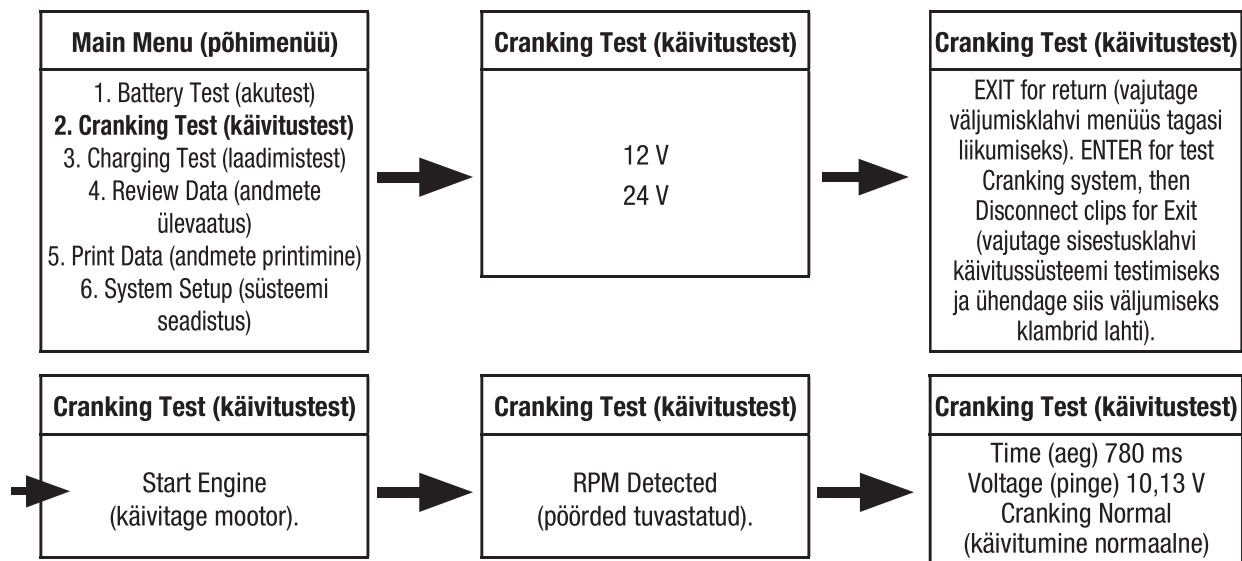 Main Menu (põhimenüü)
1. Battery Test (akutest)
2. Cranking Test (käivitustest)
3. Charging Test (laadimistest)
4. Review Data (andmete
ülevaatus)
5. Print Data (andmete printimine)
6. System Setup (süsteemi
seadistus)
Cranking Test (käivitustest)
12 V
24 V
Cranking Test (käivitustest)
EXIT for return (vajutage
väljumisklahvi menüüs tagasi
liikumiseks). ENTER for test
Cranking system, then
Disconnect clips for Exit
(vajutage sisestusklahvi
käivitussüsteemi testimiseks
ja ühendage siis väljumiseks
klambrid lahti).
Cranking Test (käivitustest)
Start Engine
(käivitage mootor).
Cranking Test (käivitustest)
RPM Detected
(pöörded tuvastatud).
Cranking Test (käivitustest)
Time (aeg) 780 ms
Voltage (pinge) 10,13 V
Cranking Normal
(käivitumine normaalne)